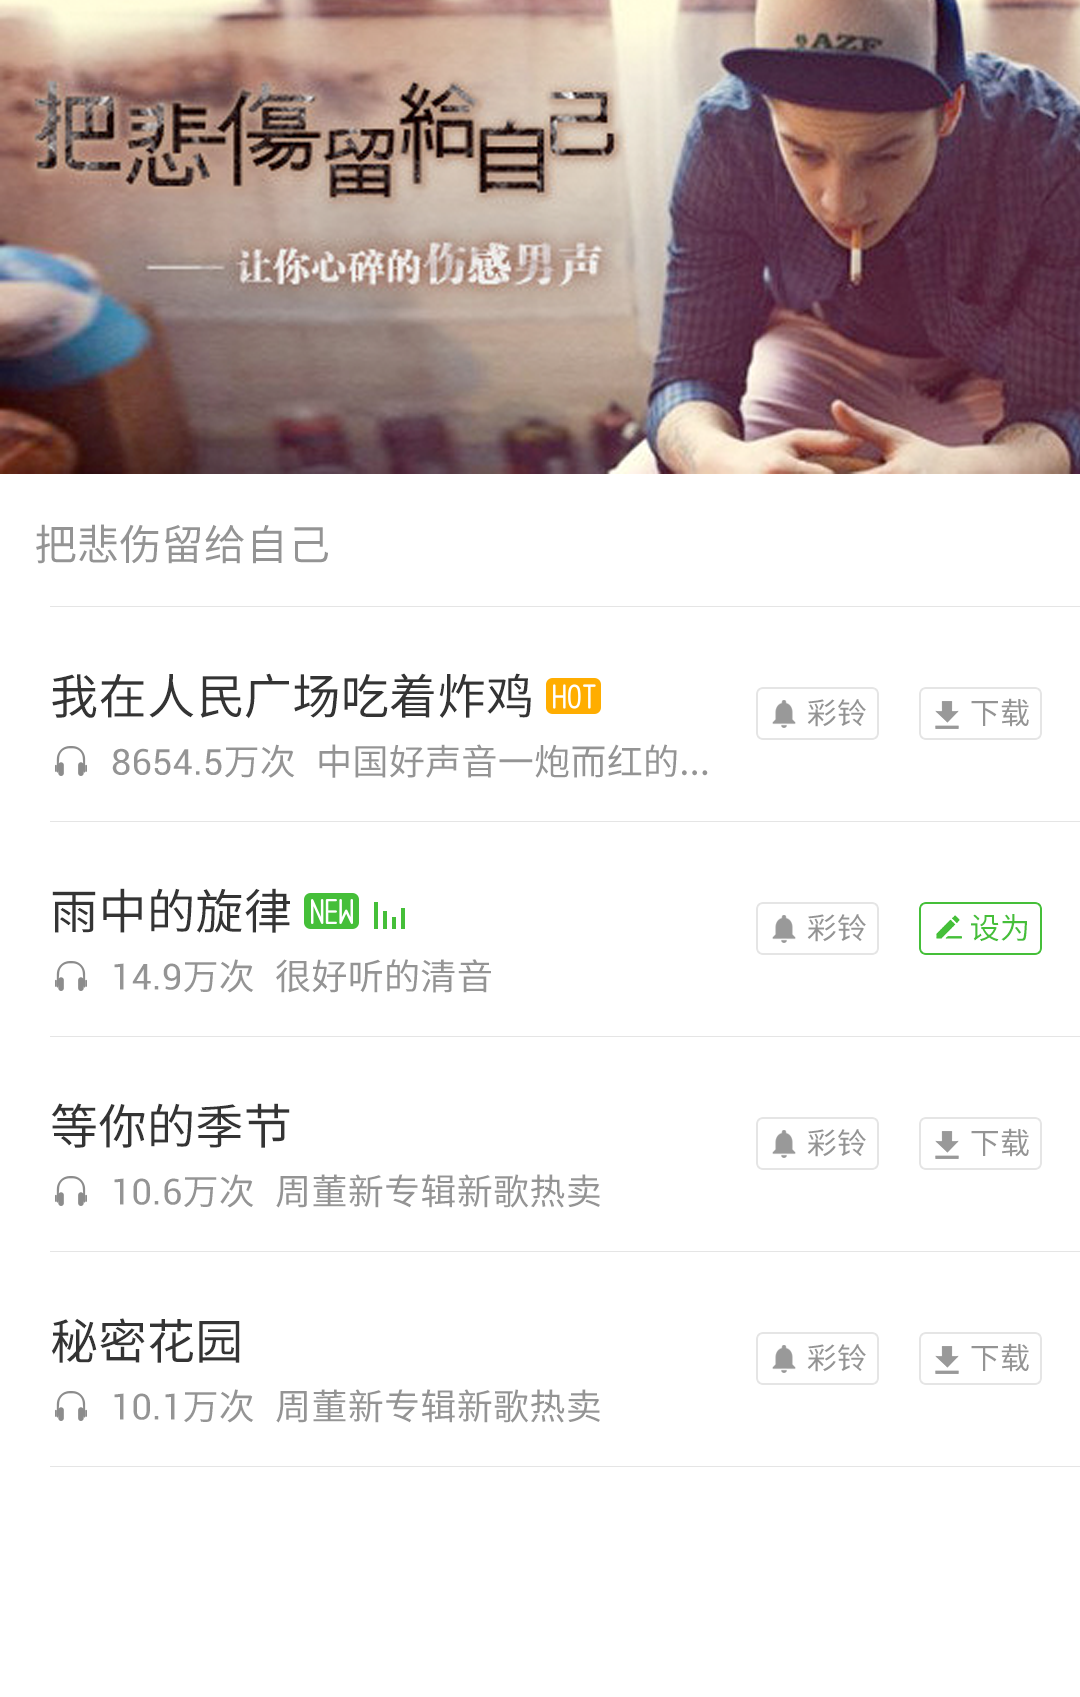 AZF
把悲傷留給自己
——让你心碎的伤感男声
把悲伤留给自己
我在人民广场吃着炸鸡 HOT
彩铃 下载
8654.5万次 中国好声音一炮而红的...
雨中的旋律 NEW
彩铃 设为
14.9万次 很好听的清音
等你的季节
彩铃 下载
10.6万次 周董新专辑新歌热卖
秘密花园
彩铃 下载
10.1万次 周董新专辑新歌热卖